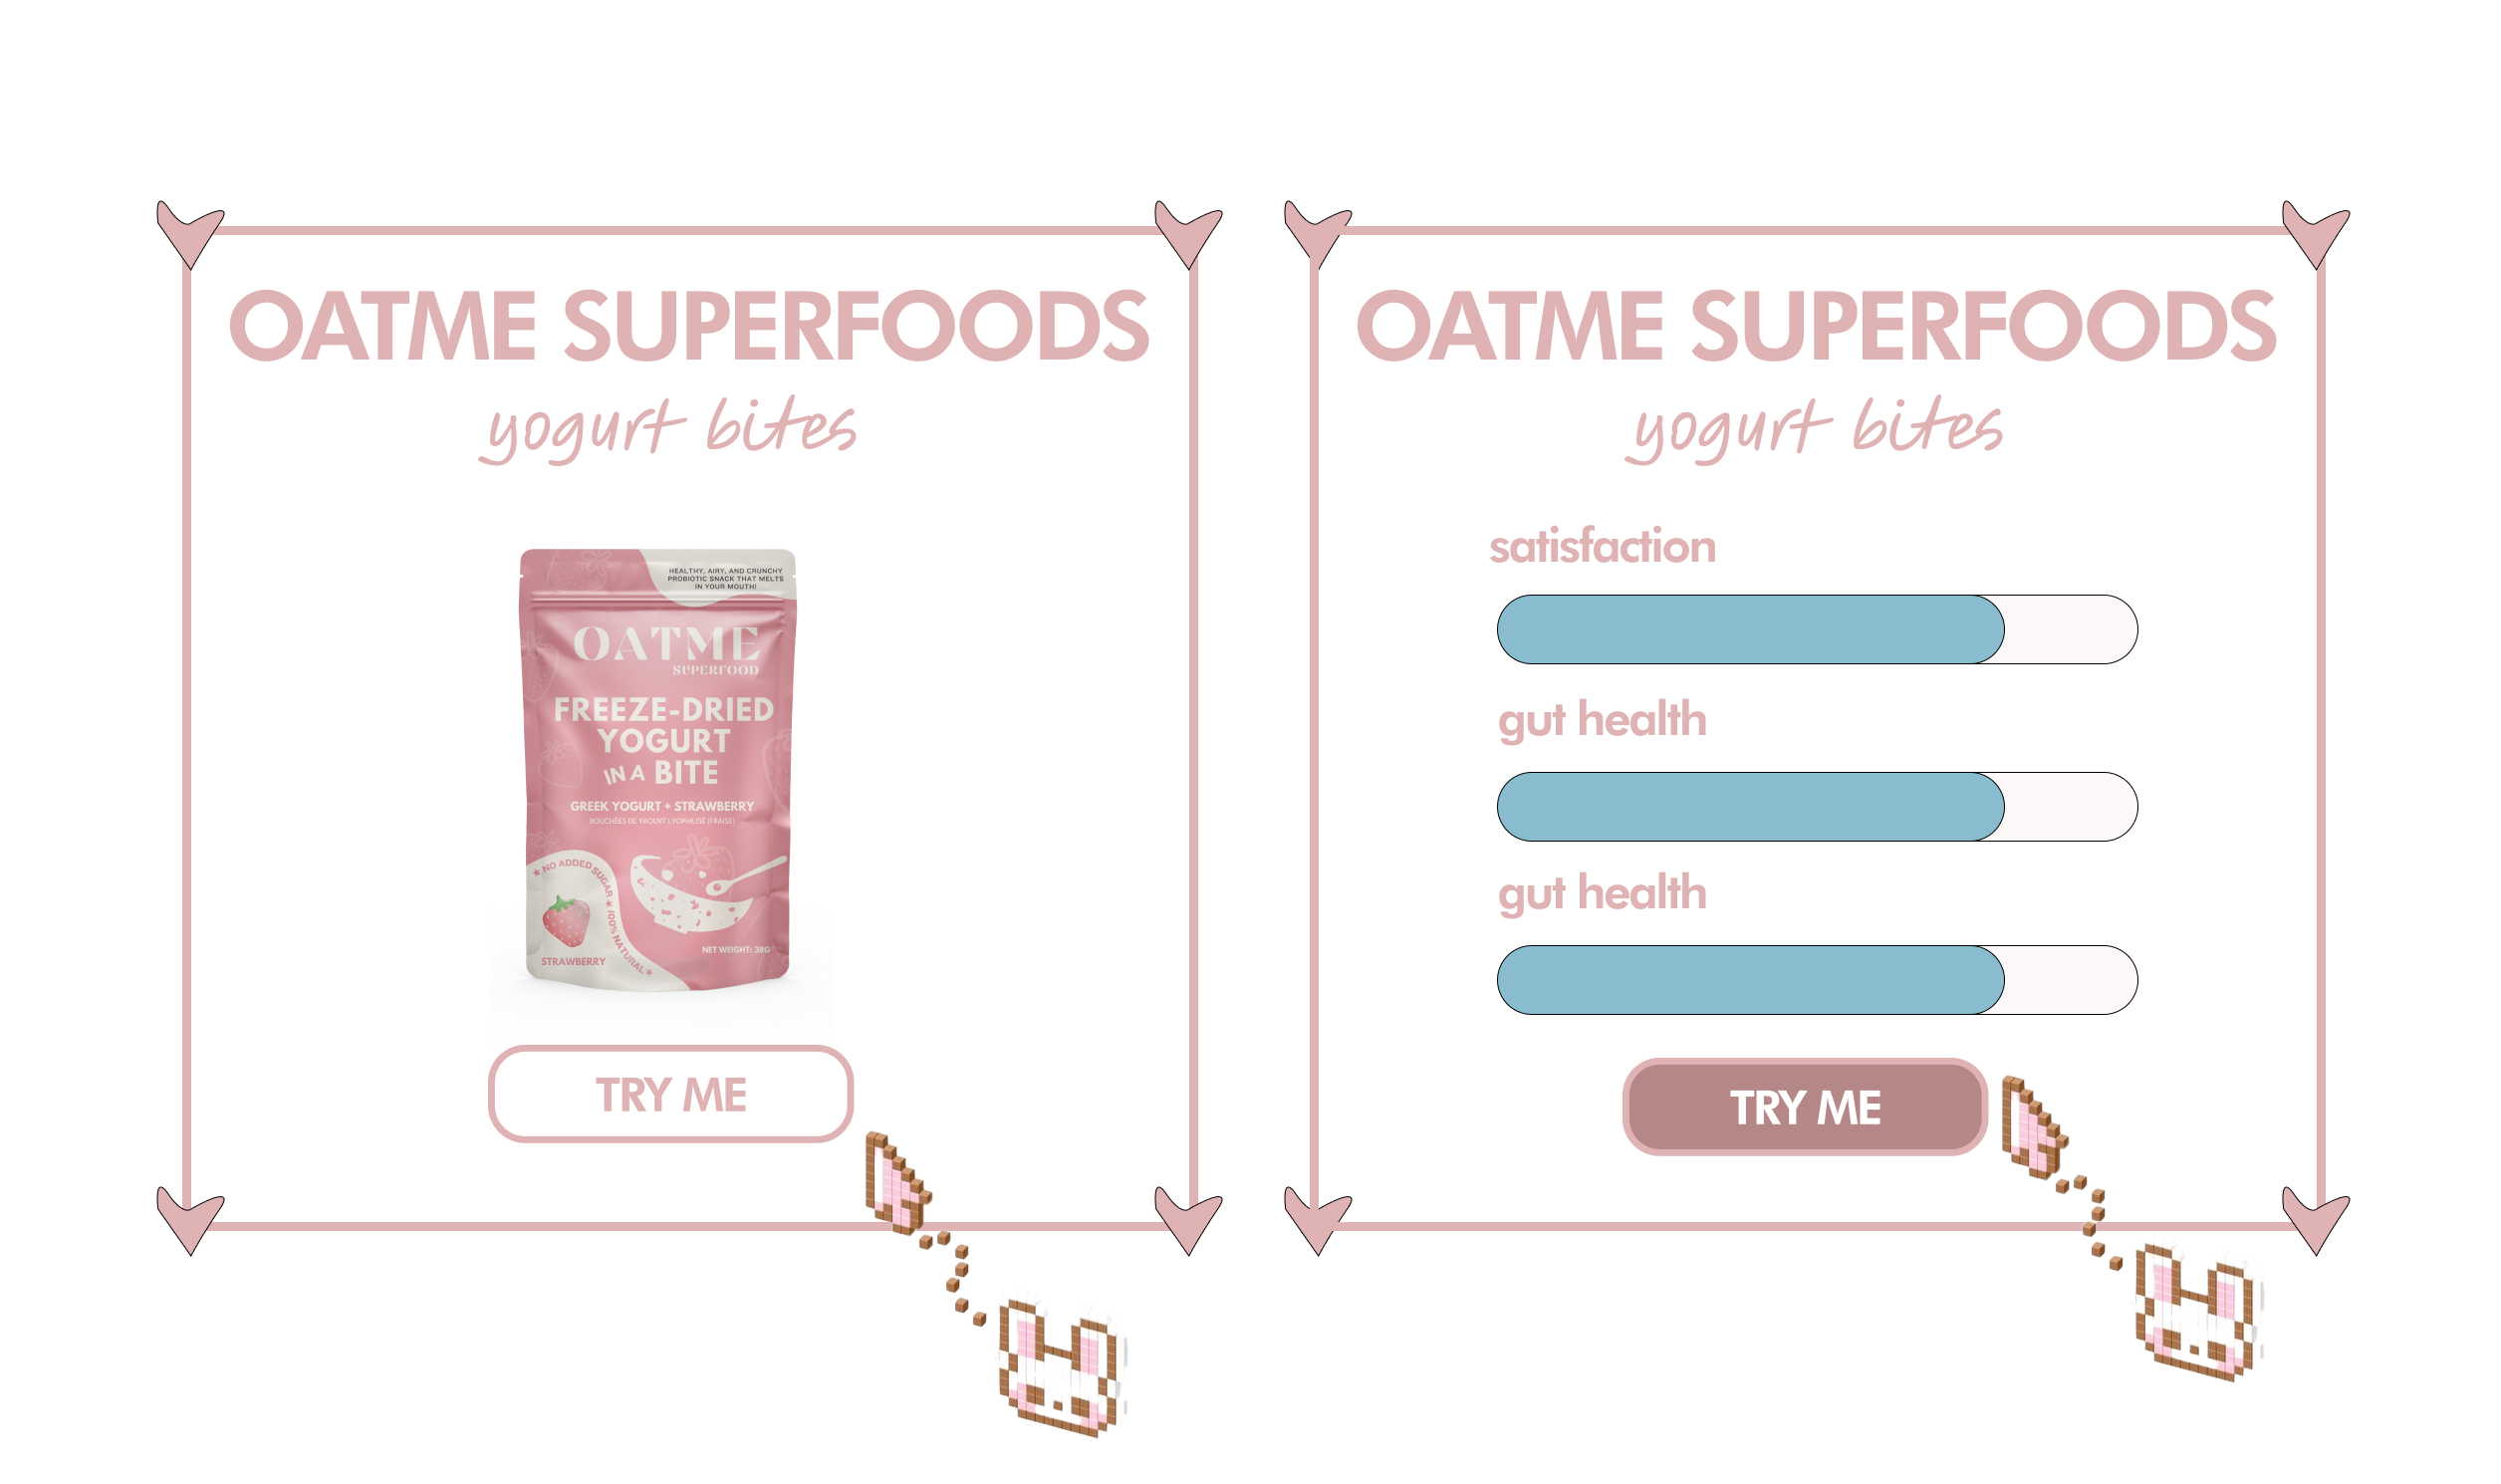 OATME SUPERFOODS
yogurt bites
HEALTHY, AIRY, AND CRUNCHY
PROBIOTIC SNACK THAT MELTS
IN YOUR MOUTH!
OATME
SUPERFOOD
FREEZE-DRIED
YOGURT
IN A BITE
GREEK YOGURT + STRAWBERRY
BOUCHÉES DE YAOURT LYOPHILISÉ (FRAISE)
★ NO ADDED SUGAR ★ 100% NATURAL ★
STRAWBERRY
NET WEIGHT: 38G
TRY ME
OATME SUPERFOODS
yogurt bites
satisfaction
gut health
gut health
TRY ME